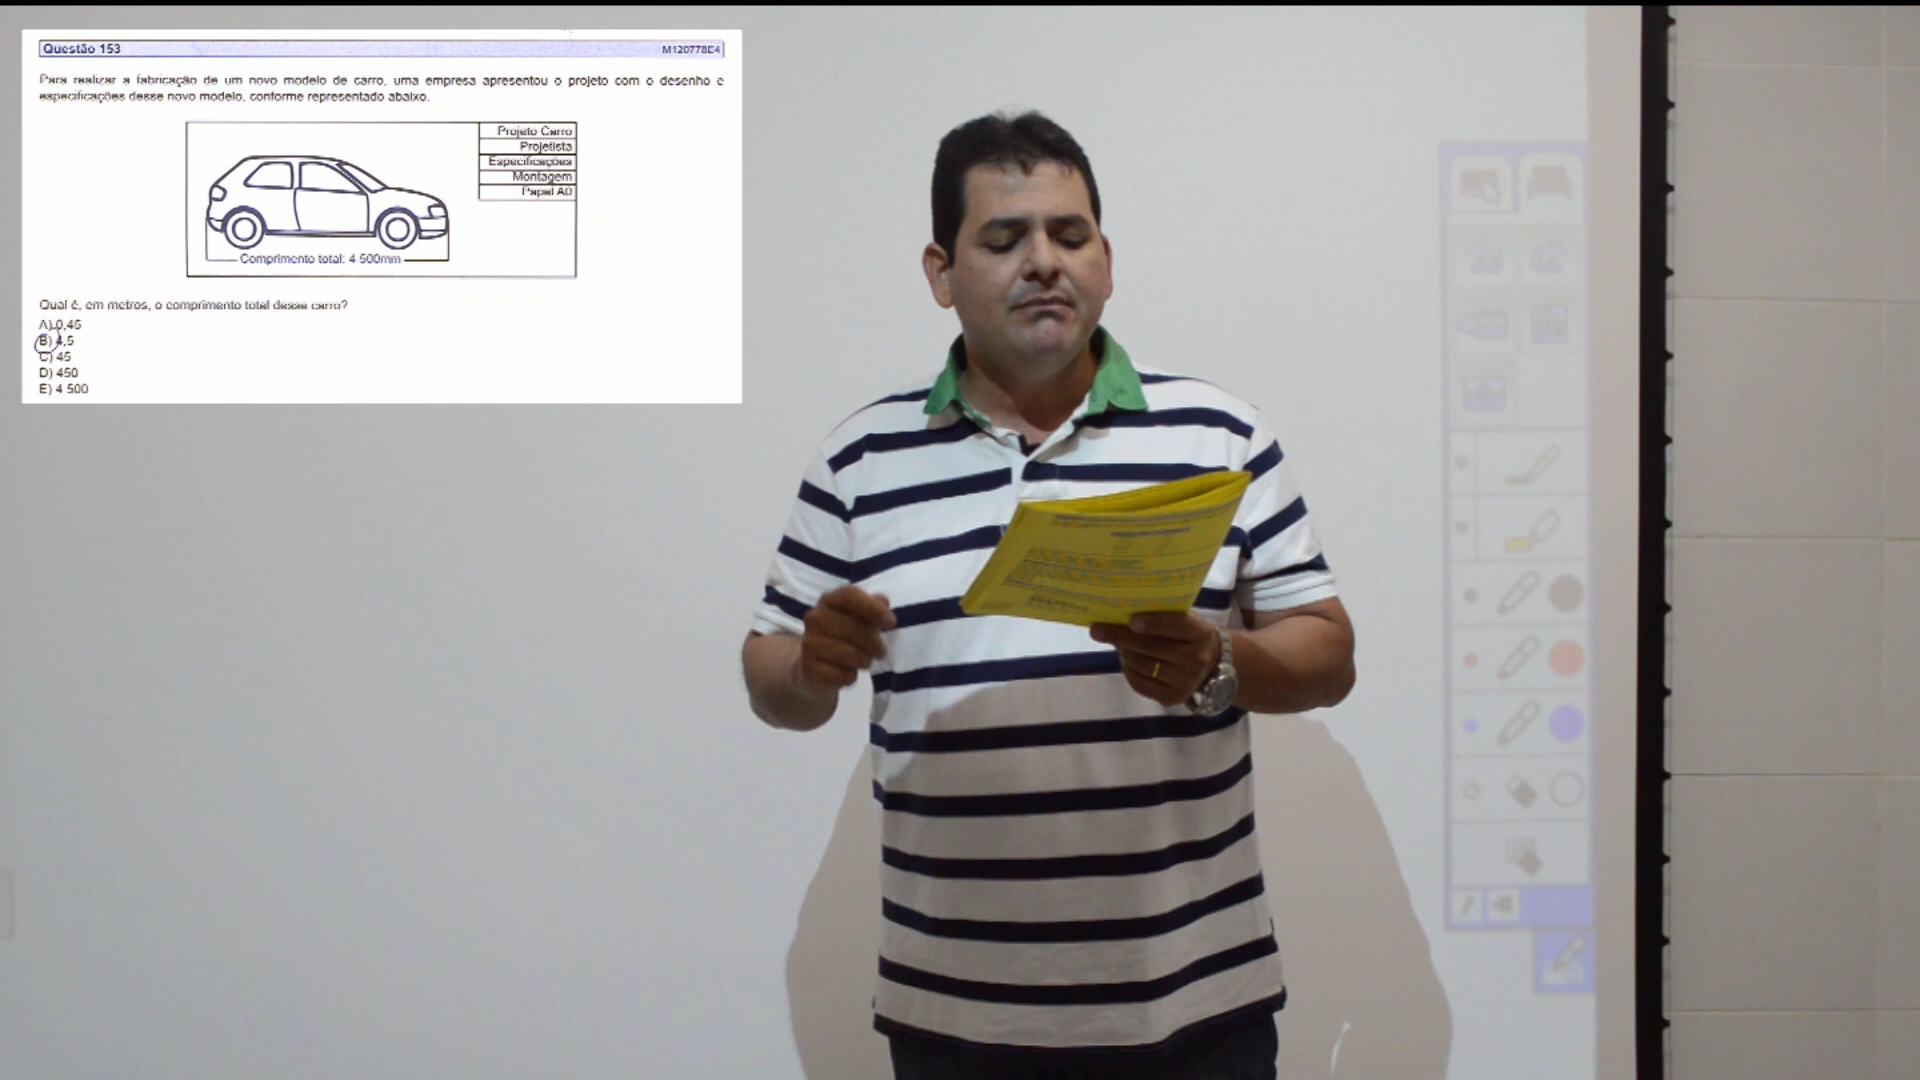 Questão 153
M120778E4
Para realizar a fabricação de um novo modelo de carro, uma empresa apresentou o projeto com o desenho e
especificações desse novo modelo, conforme representado abaixo.
Projeto Carro
Projetista
Especificações
Montagem
Papel A0
Comprimento total: 4 500mm
Qual é, em metros, o comprimento total desse carro?
A) 0,45
B) 4,5
C) 45
D) 450
E) 4 500